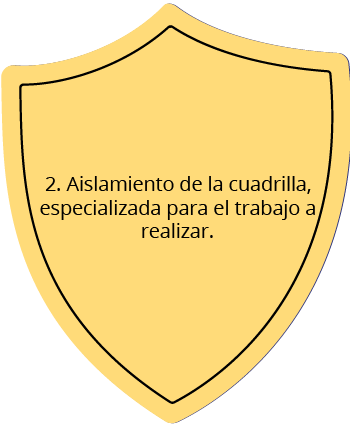 2. Aislamiento de la cuadrilla,
especializada para el trabajo a
realizar.